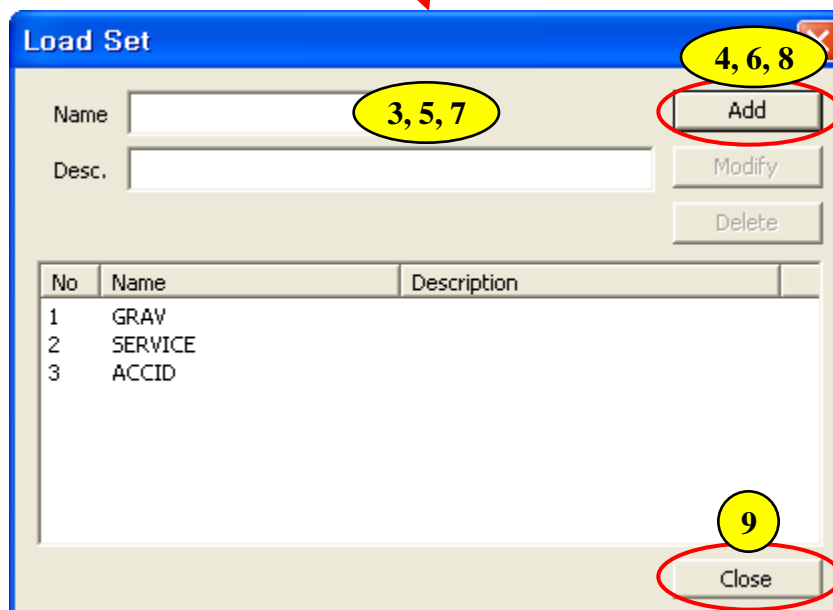 Load Set
4, 6, 8
Name 3, 5, 7 Add
Desc. Modify
Delete
No Name Description
1 GRAV
2 SERVICE
3 ACCID
9
Close